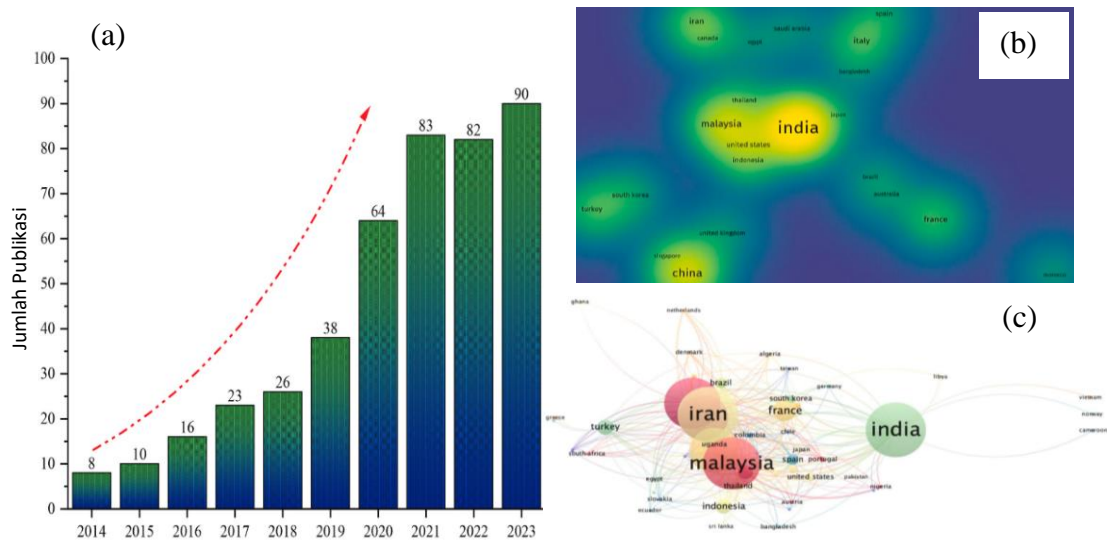 (a)
Jumlah Publikasi
100
90
80
70
60
50
40
30
20
10
0
8
10
16
23
26
38
64
83
82
90
2014 2015 2016 2017 2018 2019 2020 2021 2022 2023
(b)
spain
iran
canada
saudi arabia
egypt
italy
bangladesh
thailand
japan
malaysia
india
united states
indonesia
brazil
australia
south korea
turkey
france
united kingdom
singapore
china
(c)
ghana
netherlands
denmark
algeria
taiwan
brazil
germany
libya
south korea
vietnam
iran
france
norway
greece
turkey
colombia
chile
india
cameroon
uganda
south africa
japan
malaysia
spain
portugal
egypt
thailand
united states
pakistan
nigeria
slovakia
austria
ecuador
indonesia
sri lanka
bangladesh